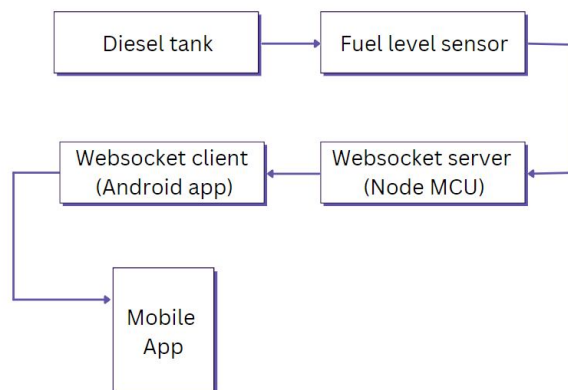 Diesel tank
Fuel level sensor
Websocket client
(Android app)
Websocket server
(Node MCU)
Mobile
App